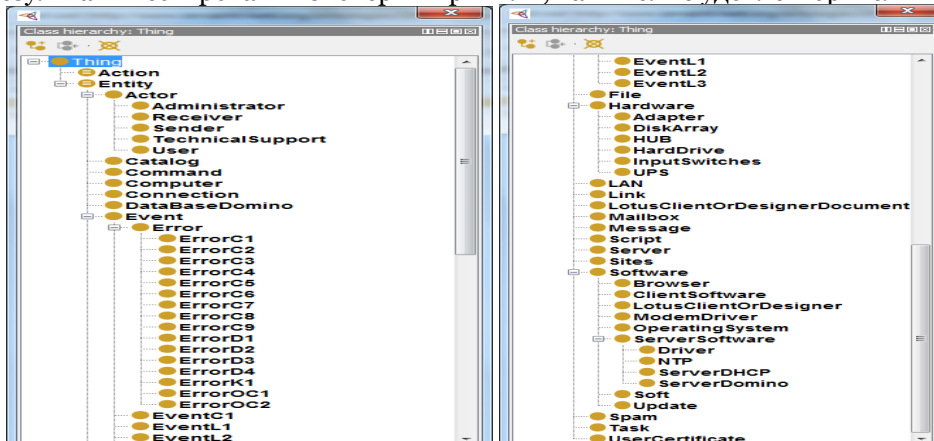 Class hierarchy: Thing
Thing
Action
Entity
Actor
Administrator
Receiver
Sender
TechnicalSupport
User
Catalog
Command
Computer
Connection
DataBaseDomino
Event
Error
ErrorC1
ErrorC2
ErrorC3
ErrorC4
ErrorC5
ErrorC6
ErrorC7
ErrorC8
ErrorC9
ErrorD1
ErrorD2
ErrorD3
ErrorD4
ErrorK1
ErrorOC1
ErrorOC2
EventC1
EventL1
EventL2
Class hierarchy: Thing
EventL1
EventL2
EventL3
File
Hardware
Adapter
DiskArray
HUB
HardDrive
InputSwitches
UPS
LAN
Link
LotusClientOrDesignerDocument
Mailbox
Message
Script
Server
Sites
Software
Browser
ClientSoftware
LotusClientOrDesigner
ModemDriver
OperatingSystem
ServerSoftware
Driver
NTP
ServerDHCP
ServerDomino
Soft
Update
Spam
Task
UserCertificate